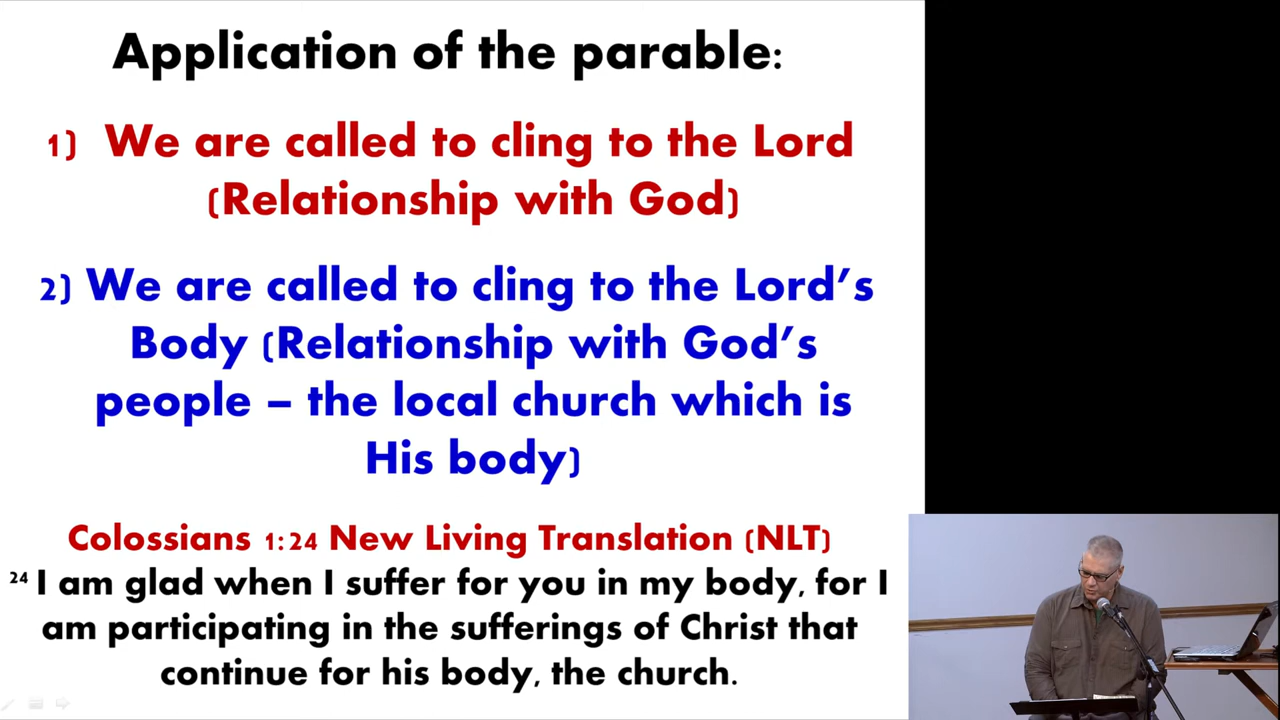 Application of the parable:
1) We are called to cling to the Lord
(Relationship with God)
2) We are called to cling to the Lord’s
Body (Relationship with God’s
people – the local church which is
His body)
Colossians 1:24 New Living Translation (NLT)
24 I am glad when I suffer for you in my body, for I
am participating in the sufferings of Christ that
continue for his body, the church.